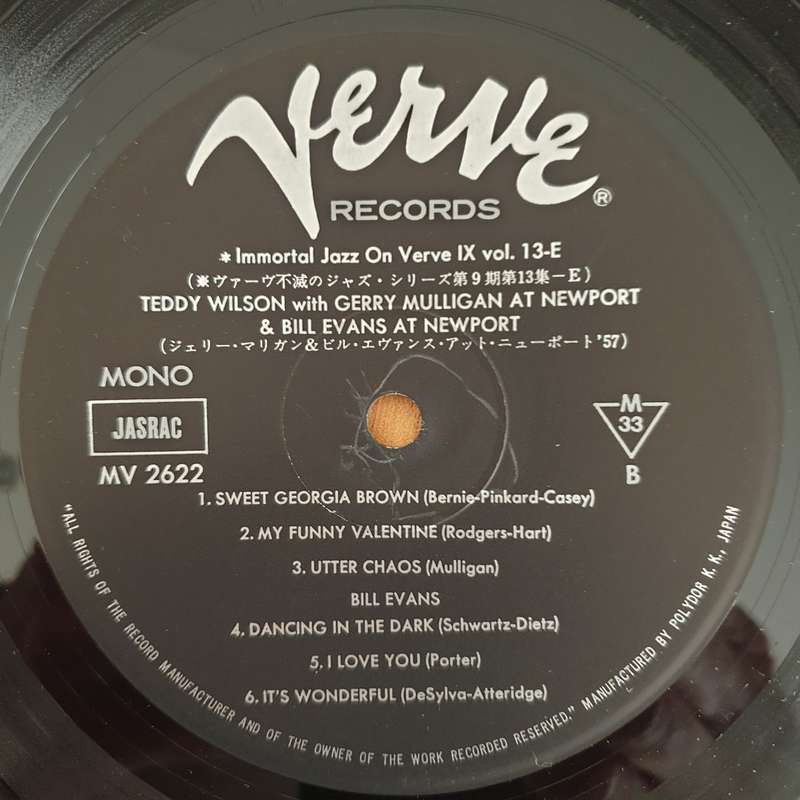 Verve ®
RECORDS
*Immortal Jazz On Verve IX vol. 13-E
(※ヴァーヴ不滅のジャズ・シリーズ第9期第13集－E)
TEDDY WILSON with GERRY MULLIGAN AT NEWPORT
& BILL EVANS AT NEWPORT
(ジェリー・マリガン&ビル・エヴァンス・アット・ニューポート'57)
MONO
JASRAC
MV 2622
M
33
B
1. SWEET GEORGIA BROWN (Bernie-Pinkard-Casey)
2. MY FUNNY VALENTINE (Rodgers-Hart)
3. UTTER CHAOS (Mulligan)
BILL EVANS
4. DANCING IN THE DARK (Schwartz-Dietz)
5. I LOVE YOU (Porter)
6. IT'S WONDERFUL (DeSylva-Atteridge)
"ALL RIGHTS OF THE RECORD MANUFACTURER AND OF THE OWNER OF THE WORK RECORDED RESERVED." MANUFACTURED BY POLYDOR K. K., JAPAN